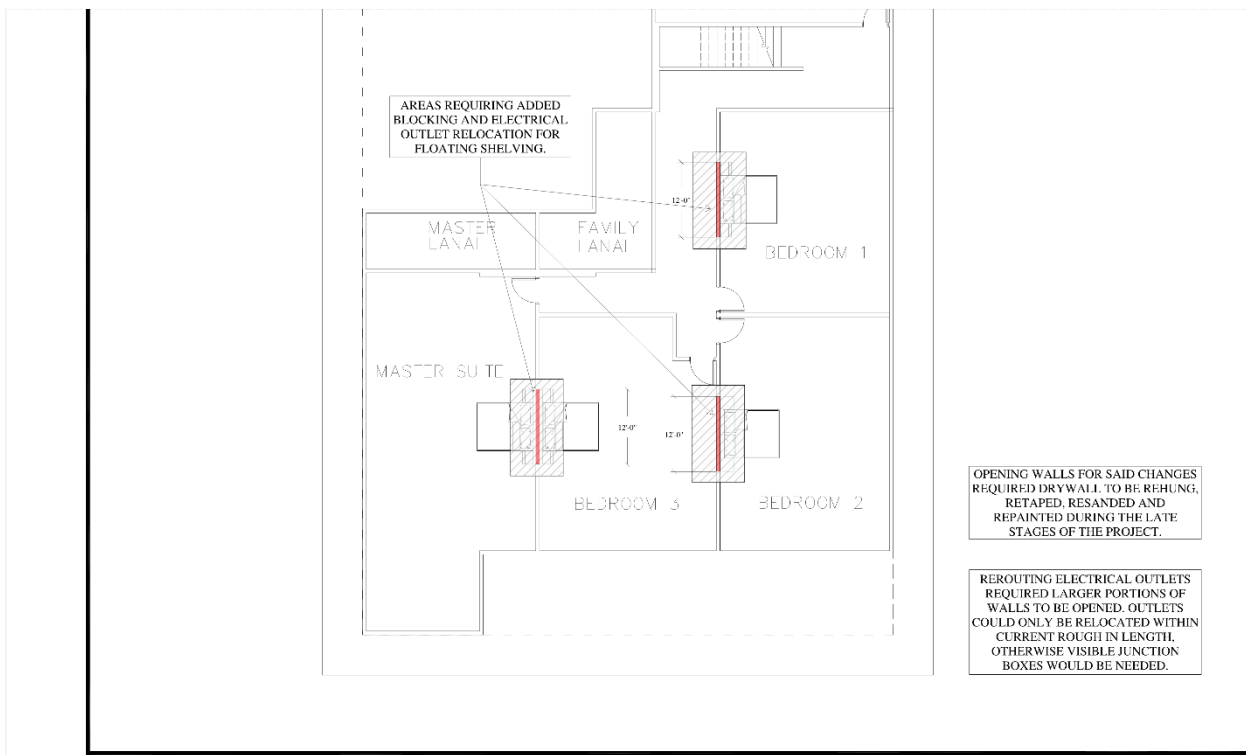 AREAS REQUIRING ADDED
BLOCKING AND ELECTRICAL
OUTLET RELOCATION FOR
FLOATING SHELVING.
12'-0"
MASTER
LANAI
FAMILY
LANAI
BEDROOM 1
MASTER SUITE
12'-0"
12'-0"
BEDROOM 3
BEDROOM 2
OPENING WALLS FOR SAID CHANGES
REQUIRED DRYWALL TO BE REHUNG,
RETAPED, RESANDED AND
REPAINTED DURING THE LATE
STAGES OF THE PROJECT.
REROUTING ELECTRICAL OUTLETS
REQUIRED LARGER PORTIONS OF
WALLS TO BE OPENED. OUTLETS
COULD ONLY BE RELOCATED WITHIN
CURRENT ROUGH IN LENGTH,
OTHERWISE VISIBLE JUNCTION
BOXES WOULD BE NEEDED.